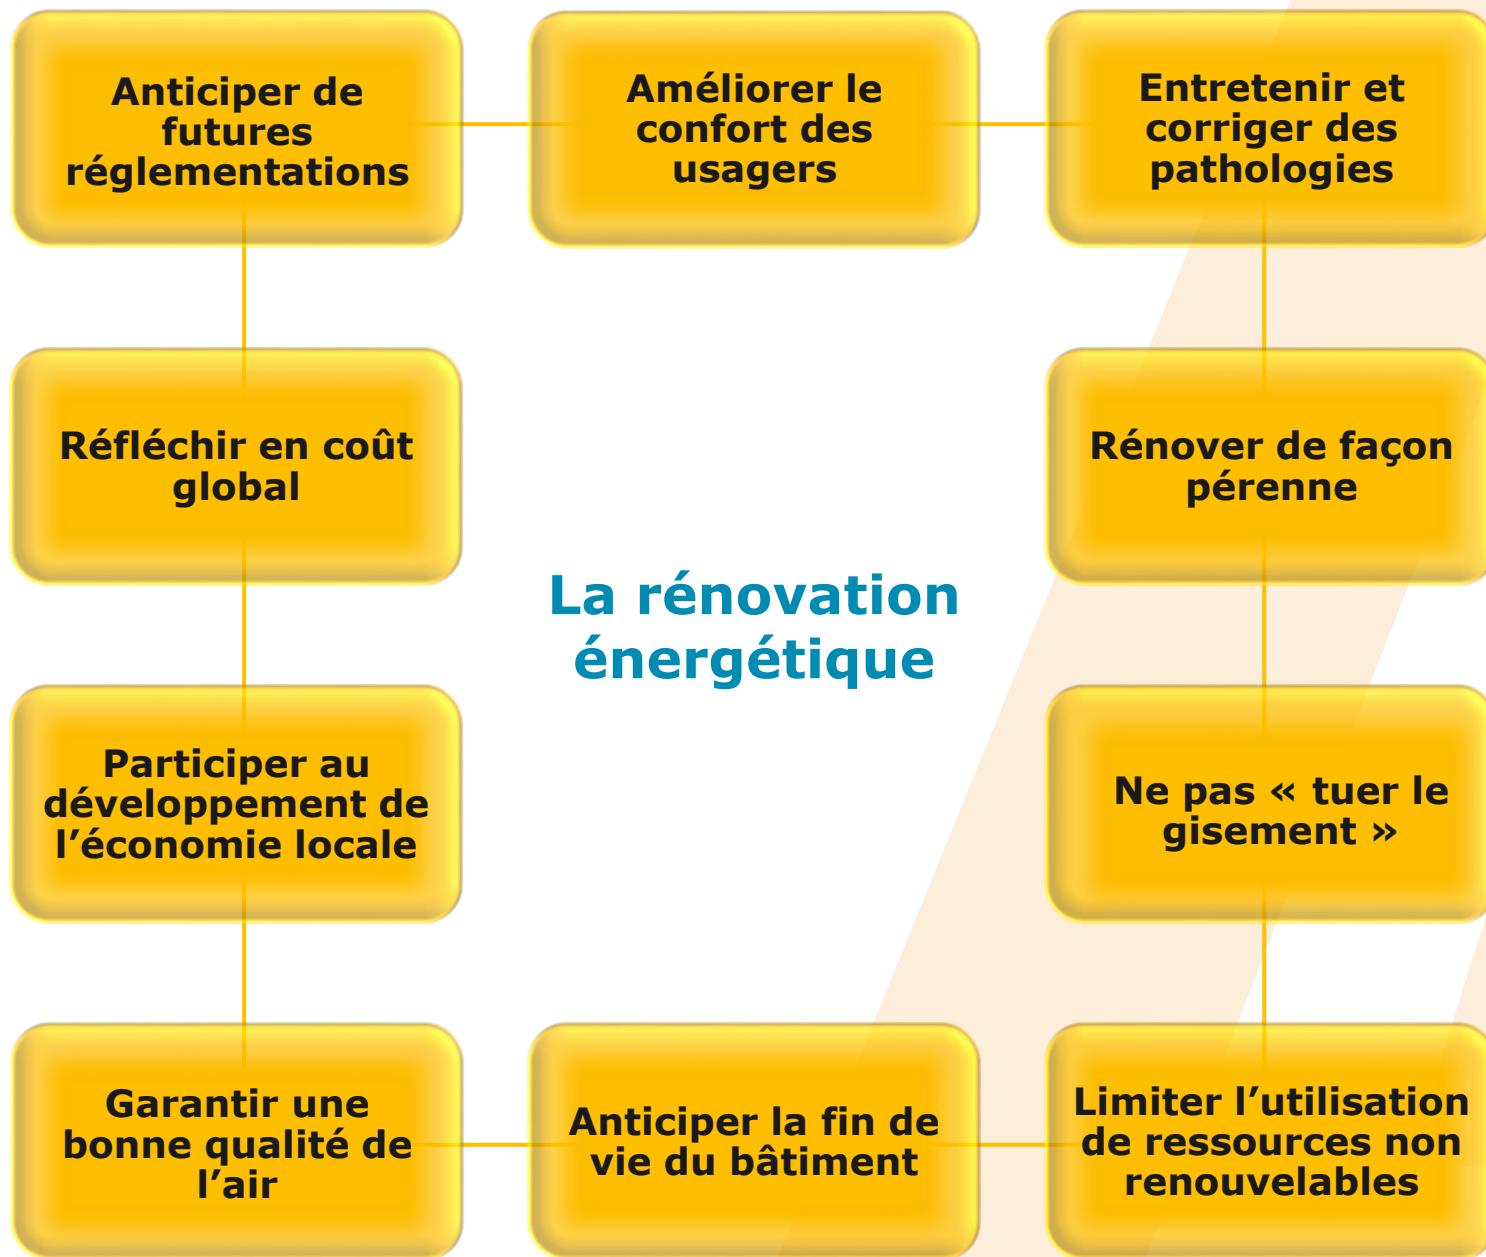 Anticiper de
futures
réglementations
Améliorer le
confort des
usagers
Entretenir et
corriger des
pathologies
Réfléchir en coût
global
Rénover de façon
pérenne
La rénovation
énergétique
Participer au
développement de
l’économie locale
Ne pas « tuer le
gisement »
Garantir une
bonne qualité de
l’air
Anticiper la fin de
vie du bâtiment
Limiter l’utilisation
de ressources non
renouvelables